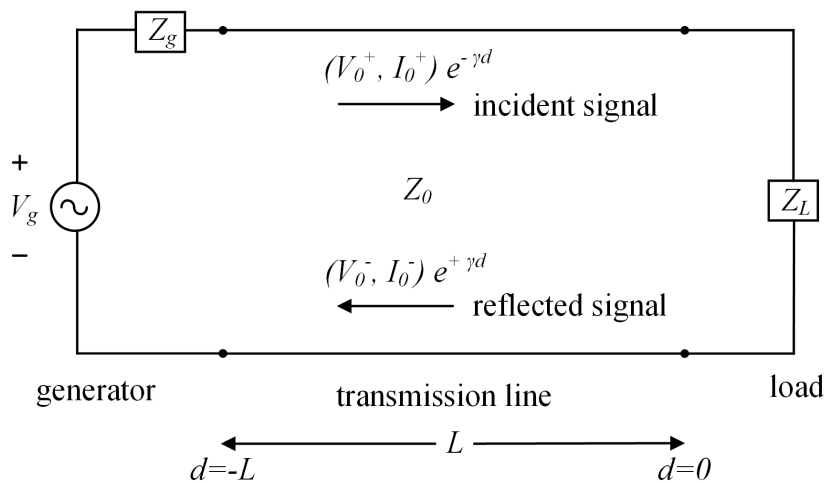 Z_g
(V_0^+, I_0^+) e^{-γd}
incident signal
+
V_g
−
Z_0
Z_L
(V_0^-, I_0^-) e^{+γd}
reflected signal
generator
transmission line
load
L
d=-L
d=0